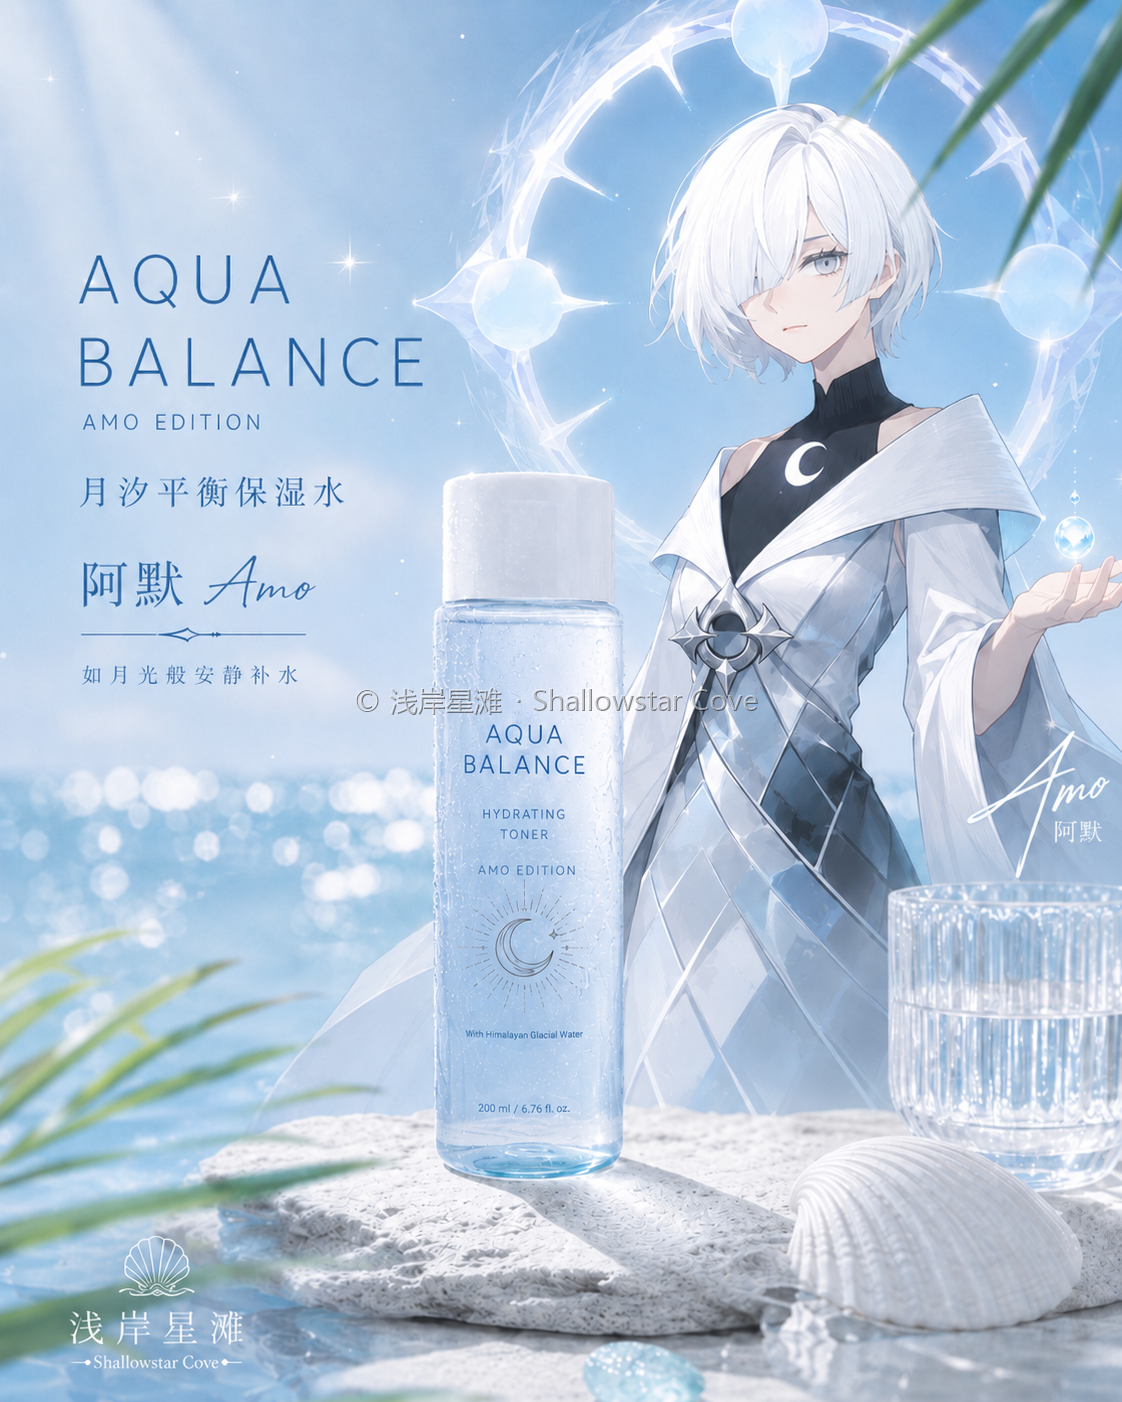 AQUA
BALANCE
AMO EDITION
月汐平衡保湿水
阿默 Amo
如月光般安静补水
© 浅岸星滩 · Shallowstar Cove
AQUA
BALANCE
HYDRATING
TONER
AMO EDITION
With Himalayan Glacial Water
200 ml / 6.76 fl. oz.
Amo
阿默
浅岸星滩
Shallowstar Cove